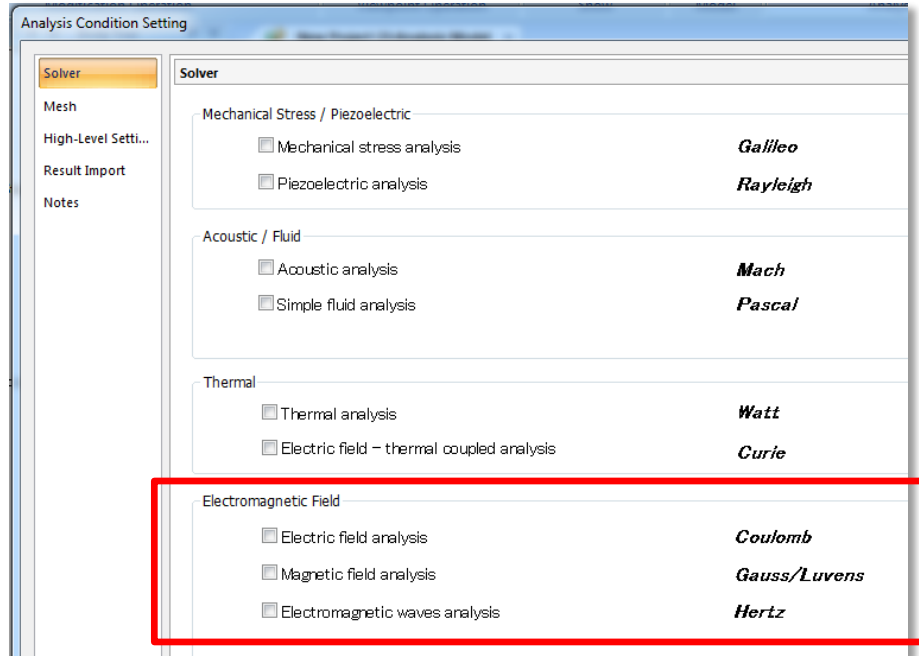 Analysis Condition Setting
Solver
Mesh
High-Level Setti...
Result Import
Notes
Solver
Mechanical Stress / Piezoelectric
Mechanical stress analysis Galileo
Piezoelectric analysis Rayleigh
Acoustic / Fluid
Acoustic analysis Mach
Simple fluid analysis Pascal
Thermal
Thermal analysis Watt
Electric field - thermal coupled analysis Curie
Electromagnetic Field
Electric field analysis Coulomb
Magnetic field analysis Gauss/Luvens
Electromagnetic waves analysis Hertz